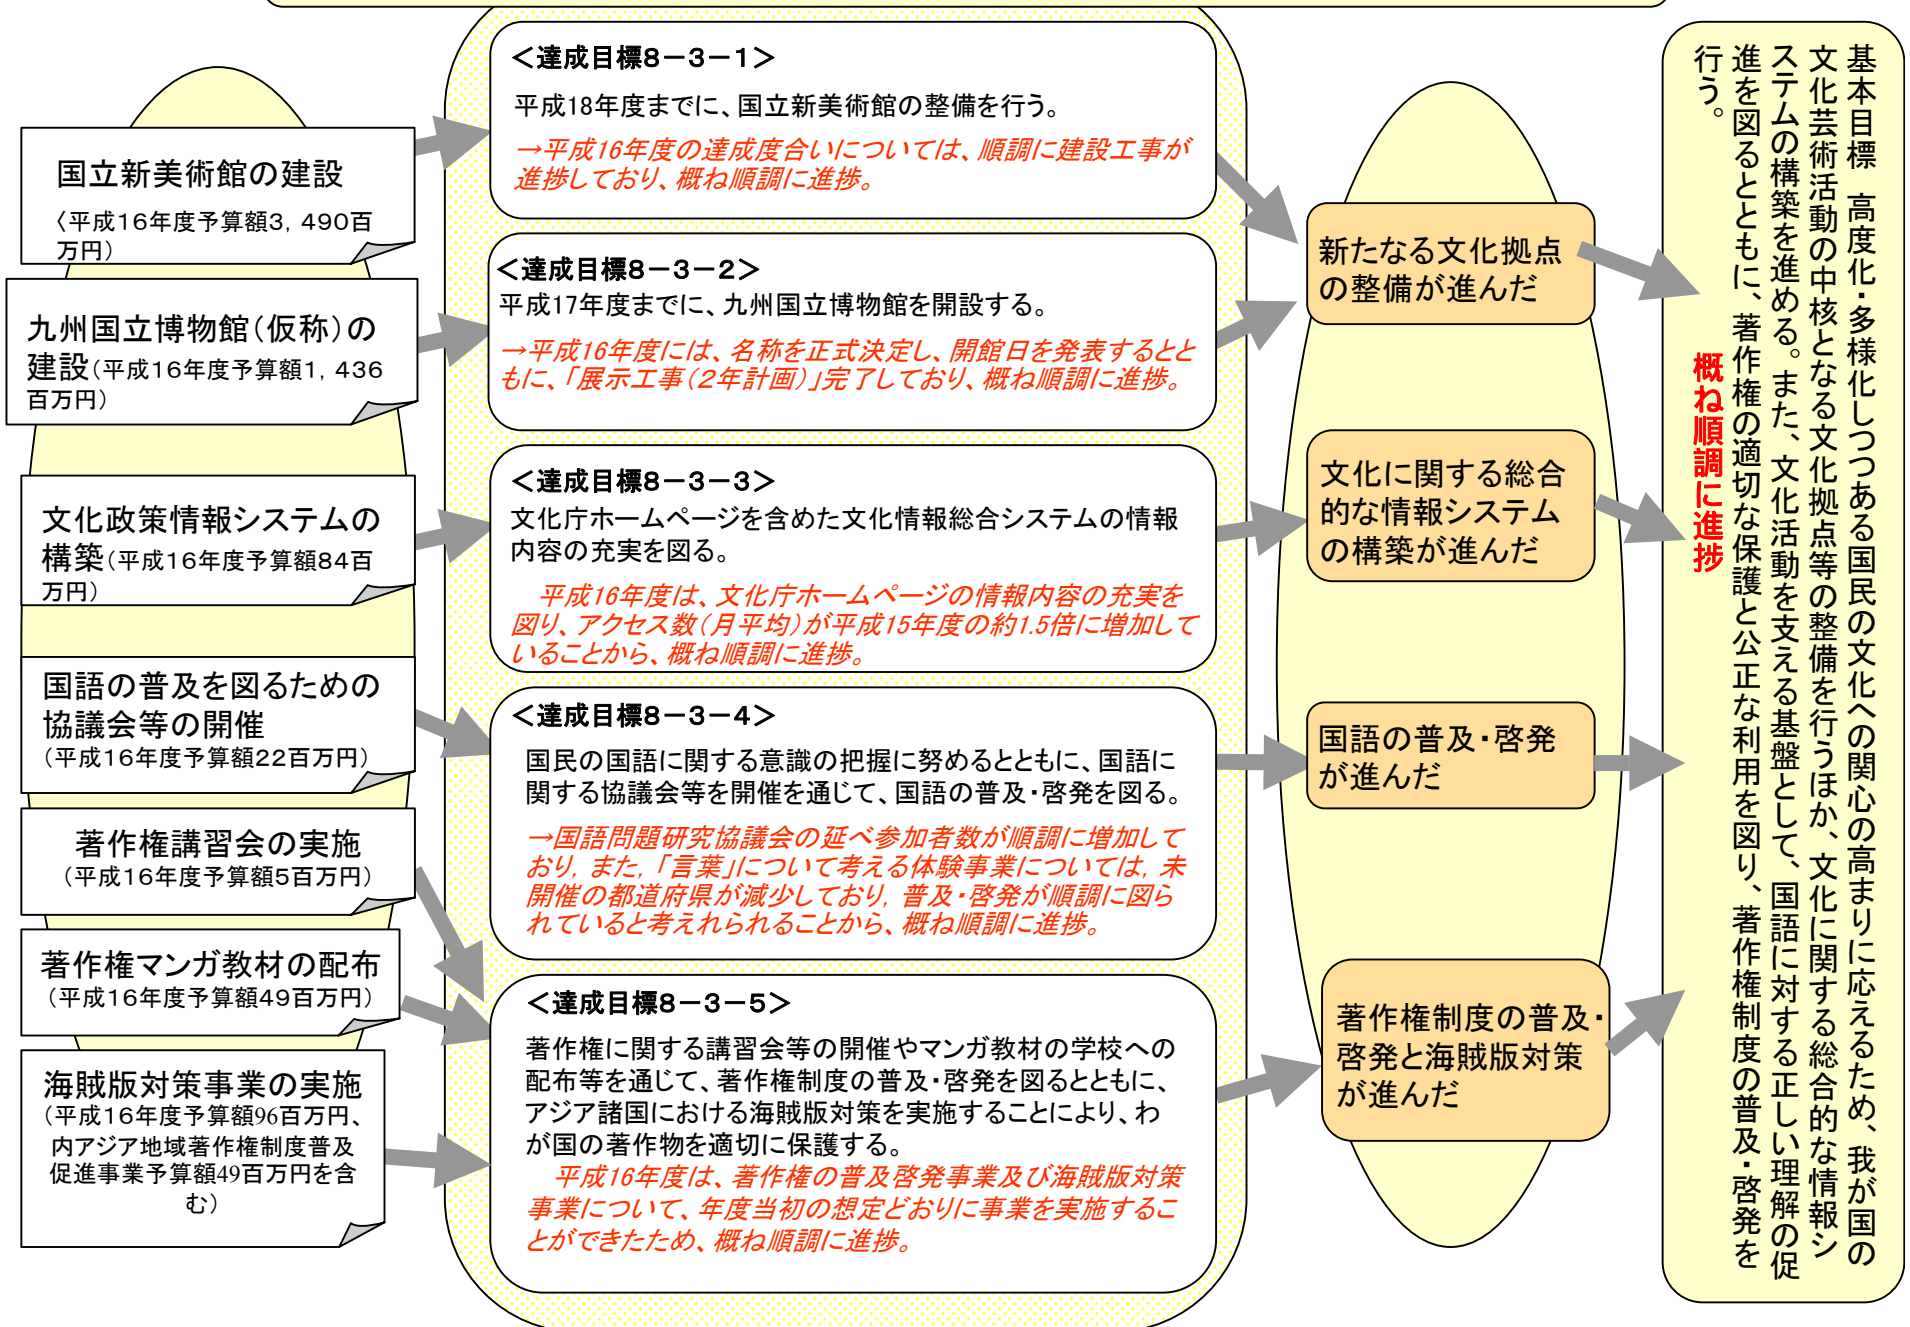 国立新美術館の建設
〈平成16年度予算額3，490百
万円）
九州国立博物館（仮称）の
建設（平成16年度予算額1，436
百万円）
文化政策情報システムの
構築（平成16年度予算額84百
万円）
国語の普及を図るための
協議会等の開催
（平成16年度予算額22百万円）
著作権講習会の実施
（平成16年度予算額5百万円）
著作権マンガ教材の配布
（平成16年度予算額49百万円）
海賊版対策事業の実施
（平成16年度予算額96百万円、
内アジア地域著作権制度普及
促進事業予算額49百万円を含
む）
＜達成目標8－3－1＞
平成18年度までに、国立新美術館の整備を行う。
→平成16年度の達成度合いについては、順調に建設工事が
進捗しており、概ね順調に進捗。
＜達成目標8－3－2＞
平成17年度までに、九州国立博物館を開設する。
→平成16年度には、名称を正式決定し、開館日を発表するとと
もに、「展示工事（2年計画）」完了しており、概ね順調に進捗。
＜達成目標8－3－3＞
文化庁ホームページを含めた文化情報総合システムの情報
内容の充実を図る。
平成16年度は、文化庁ホームページの情報内容の充実を
図り、アクセス数（月平均）が平成15年度の約1.5倍に増加して
いることから、概ね順調に進捗。
＜達成目標8－3－4＞
国民の国語に関する意識の把握に努めるとともに、国語に
関する協議会等を開催を通じて、国語の普及・啓発を図る。
→国語問題研究協議会の延べ参加者数が順調に増加して
おり，また，「言葉」について考える体験事業については，未
開催の都道府県が減少しており，普及・啓発が順調に図ら
れていると考えれられることから、概ね順調に進捗。
＜達成目標8－3－5＞
著作権に関する講習会等の開催やマンガ教材の学校への
配布等を通じて、著作権制度の普及・啓発を図るとともに、
アジア諸国における海賊版対策を実施することにより、わ
が国の著作物を適切に保護する。
平成16年度は、著作権の普及啓発事業及び海賊版対策
事業について、年度当初の想定どおりに事業を実施するこ
とができたため、概ね順調に進捗。
新たなる文化拠点
の整備が進んだ
文化に関する総合
的な情報システム
の構築が進んだ
国語の普及・啓発
が進んだ
著作権制度の普及・
啓発と海賊版対策
が進んだ
基本目標　高度化・多様化しつつある国民の文化への関心の高まりに応えるため、我が国の
文化芸術活動の中核となる文化拠点等の整備を行うほか、文化に関する総合的な情報シ
ステムの構築を進める。また、文化活動を支える基盤として、国語に対する正しい理解の促
進を図るとともに、著作権の適切な保護と公正な利用を図り、著作権制度の普及・啓発を
行う。
概ね順調に進捗